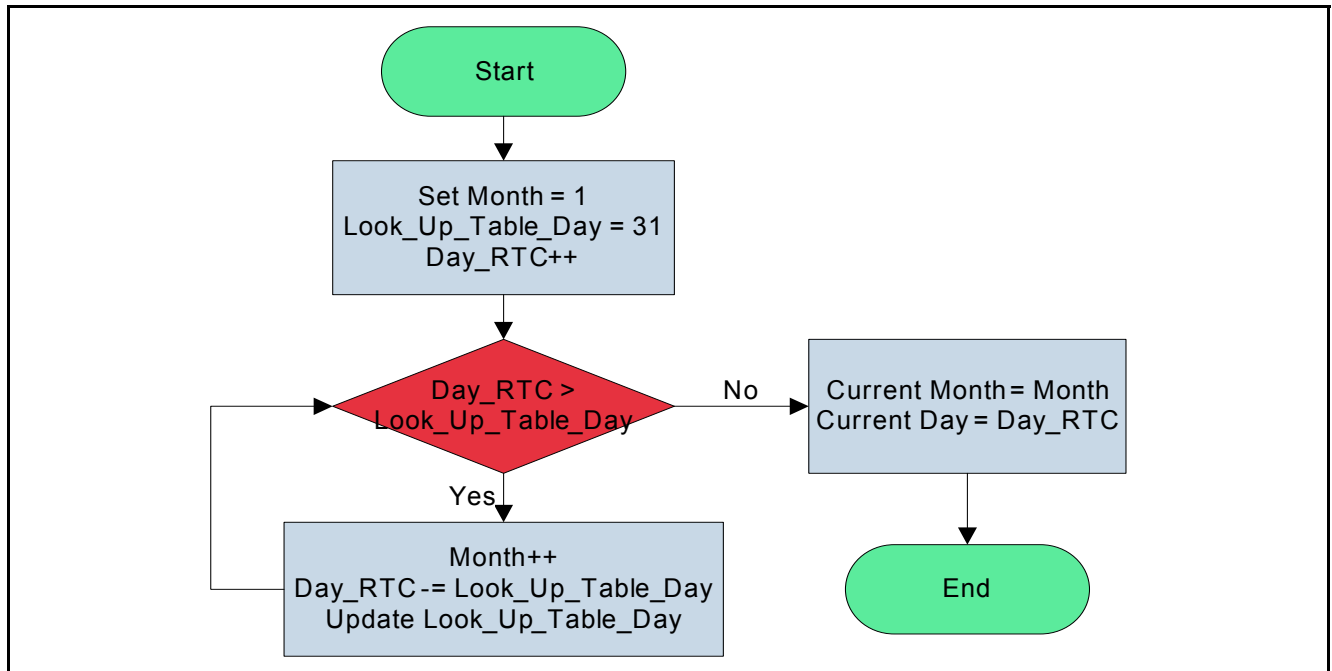 Start
Set Month = 1
Look_Up_Table_Day = 31
Day_RTC++
Day_RTC >
Look_Up_Table_Day
No
Current Month = Month
Current Day = Day_RTC
Yes
Month++
Day_RTC -= Look_Up_Table_Day
Update Look_Up_Table_Day
End